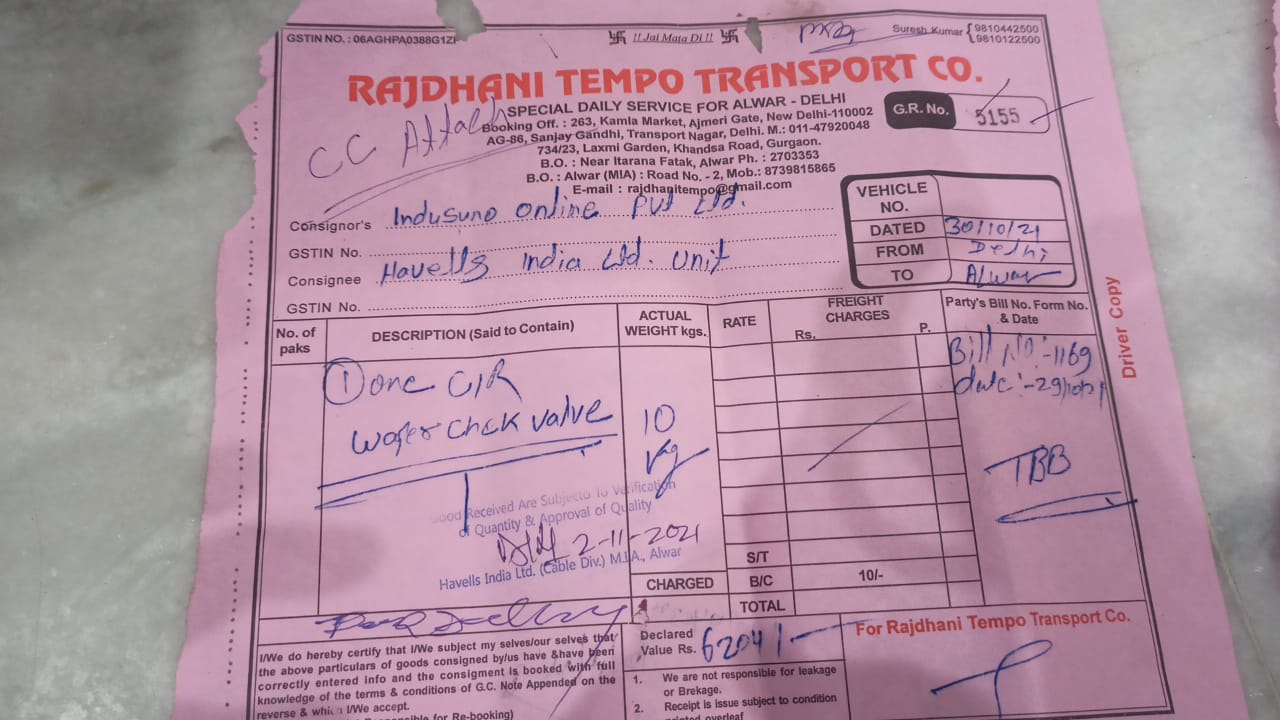 GSTIN NO. : 06AGHPA0388G1ZF
卐 !! Jai Mata Di !! 卐
Suresh Kumar { 9810442500
9810122500
RAJDHANI TEMPO TRANSPORT CO.
CC Attach
SPECIAL DAILY SERVICE FOR ALWAR - DELHI
Booking Off. : 263, Kamla Market, Ajmeri Gate, New Delhi-110002
AG-86, Sanjay Gandhi, Transport Nagar, Delhi. M.: 011-47920048
734/23, Laxmi Garden, Khandsa Road, Gurgaon.
B.O. : Near Itarana Fatak, Alwar Ph. : 2703353
B.O. : Alwar (MIA) : Road No. - 2, Mob.: 8739815865
E-mail : rajdhanitempo@gmail.com
G.R. No. 5155
Consignor's Indusuno online Pvt Ltd.
GSTIN No.
Consignee Havells India Ltd. Unit
GSTIN No.
VEHICLE NO.
DATED 30/10/21
FROM Delhi
TO Alwar
No. of paks
DESCRIPTION (Said to Contain)
ACTUAL WEIGHT kgs.
RATE
FREIGHT CHARGES
Rs. P.
Party's Bill No. Form No. & Date
① one C/R
wafer chck valve
10
kg
Bill No:-1169
date:-29/10/21
TBB
Good Received Are Subjecto To Verification
of Quantity & Approval of Quality
2-11-2021
Havells India Ltd. (Cable Div.) M.I.A., Alwar
S/T
CHARGED B/C 10/-
TOTAL
Driver Copy
I/We do hereby certify that I/We subject my selves/our selves that
the above particulars of goods consigned by/us have &have been
correctly entered info and the consignment is booked with full
knowledge of the terms & conditions of G.C. Note Appended on the
reverse & which I/We accept.
for Re-booking)
Declared
Value Rs. 62041/-
1. We are not responsible for leakage
or Brekage.
2. Receipt is issue subject to condition
printed overleaf
For Rajdhani Tempo Transport Co.